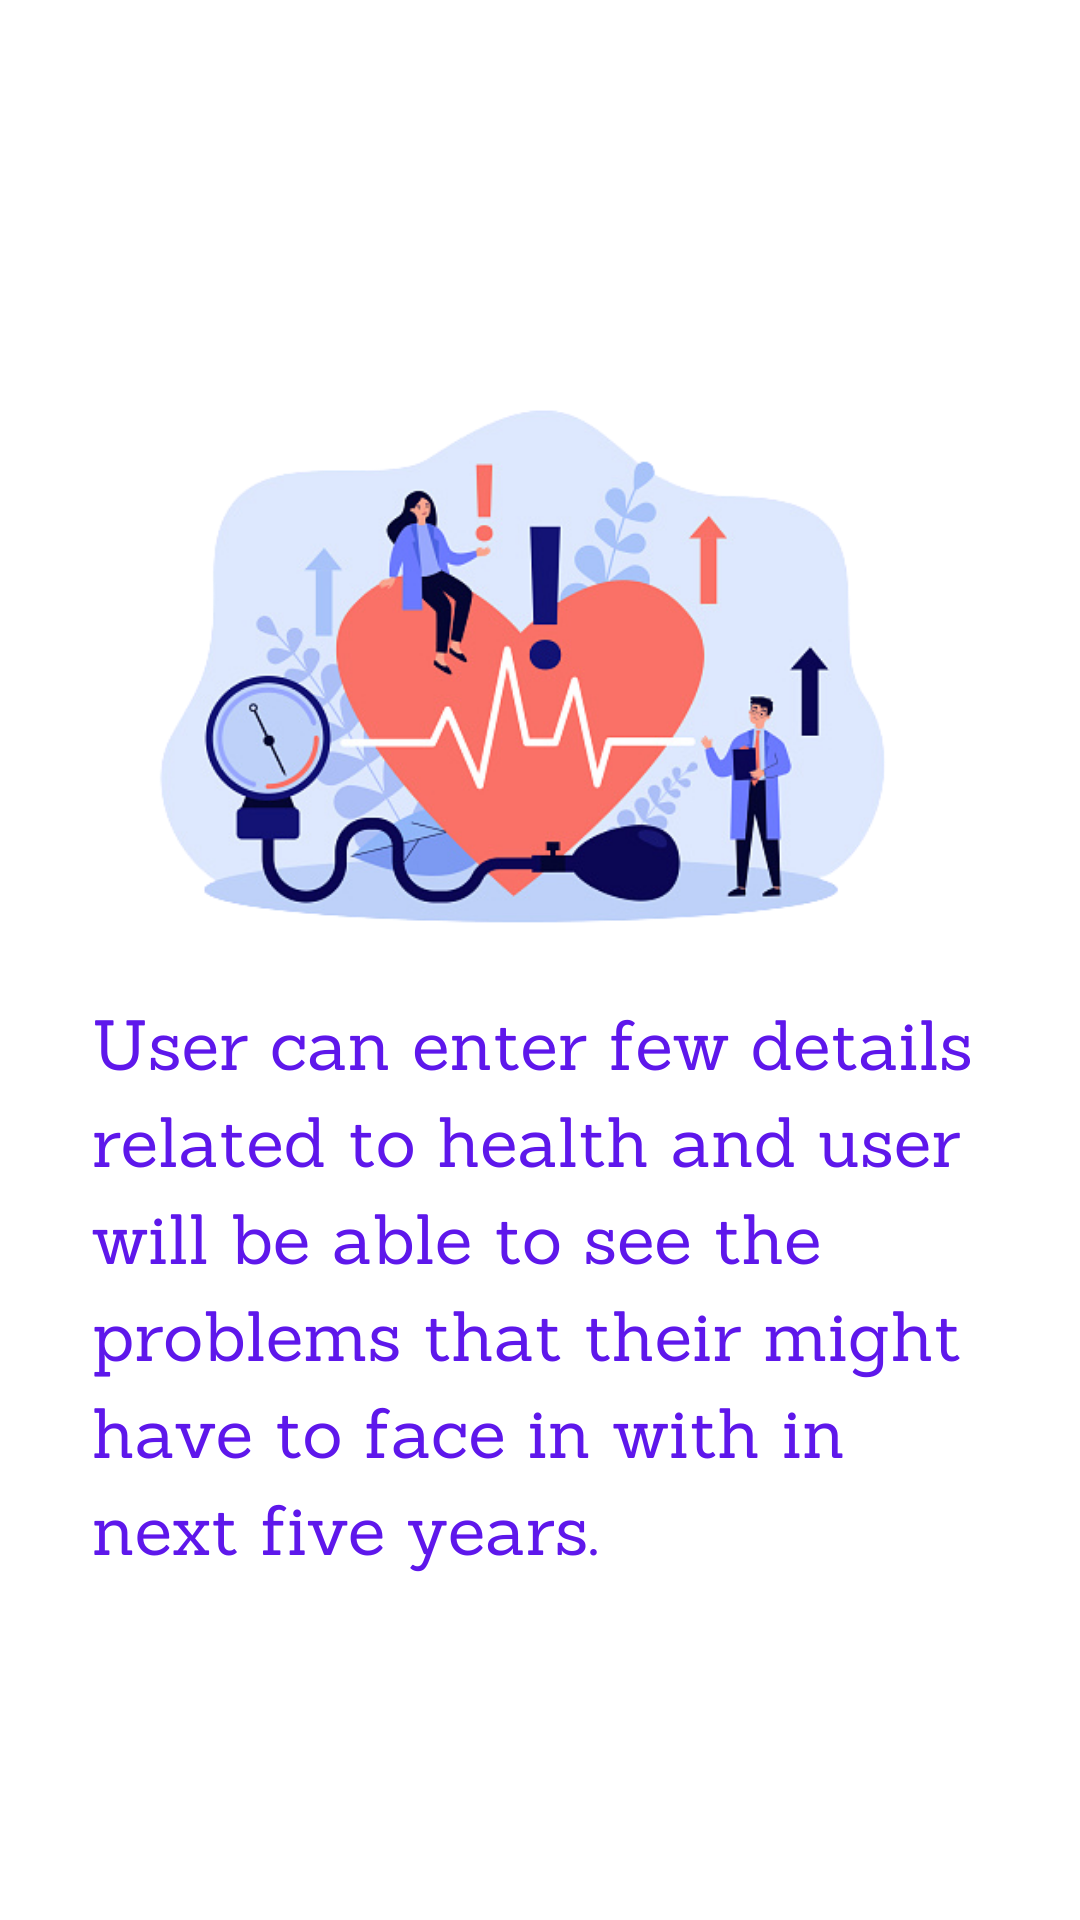 User can enter few details
related to health and user
will be able to see the
problems that their might
have to face in with in
next five years.